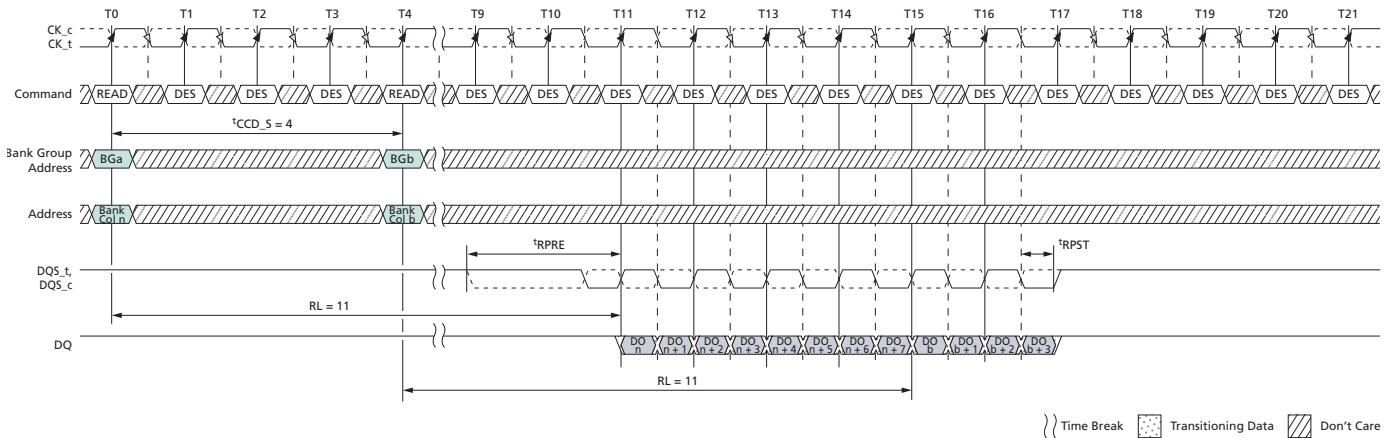 T0 T1 T2 T3 T4 T9 T10 T11 T12 T13 T14 T15 T16 T17 T18 T19 T20 T21
CK_c
CK_t
Command READ DES DES DES READ DES DES DES DES DES DES DES DES DES DES DES DES DES
tCCD_S = 4
Bank Group
Address
BGa BGb
Address
Bank
Col n
Bank
Col b
tRPRE tRPST
DQS_t,
DQS_c
RL = 11
DQ
DO
n
DO
n + 1
DO
n + 2
DO
n + 3
DO
n + 4
DO
n + 5
DO
n + 6
DO
n + 7
DO
b
DO
b + 1
DO
b + 2
DO
b + 3
RL = 11
Time Break Transitioning Data Don't Care